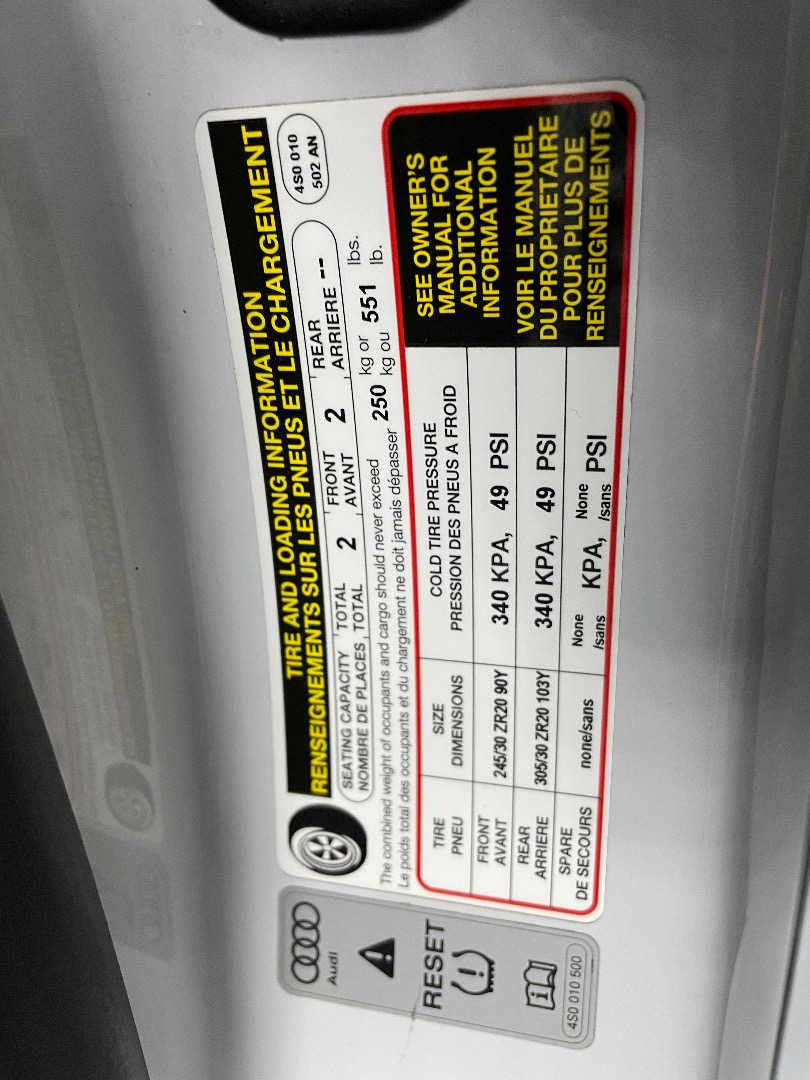 TIRE AND LOADING INFORMATION
RENSEIGNEMENTS SUR LES PNEUS ET LE CHARGEMENT
SEATING CAPACITY TOTAL 2 FRONT 2 REAR --
NOMBRE DE PLACES TOTAL AVANT ARRIERE
4S0 010
502 AN
The combined weight of occupants and cargo should never exceed 250 kg or 551 lbs.
Le poids total des occupants et du chargement ne doit jamais dépasser kg ou lb.
TIRE SIZE COLD TIRE PRESSURE
PNEU DIMENSIONS PRESSION DES PNEUS A FROID
FRONT
AVANT 245/30 ZR20 90Y 340 KPA, 49 PSI
REAR
ARRIERE 305/30 ZR20 103Y 340 KPA, 49 PSI
SPARE
DE SECOURS none/sans None /sans KPA, None /sans PSI
SEE OWNER'S
MANUAL FOR
ADDITIONAL
INFORMATION
VOIR LE MANUEL
DU PROPRIETAIRE
POUR PLUS DE
RENSEIGNEMENTS
Audi
RESET
4S0 010 500